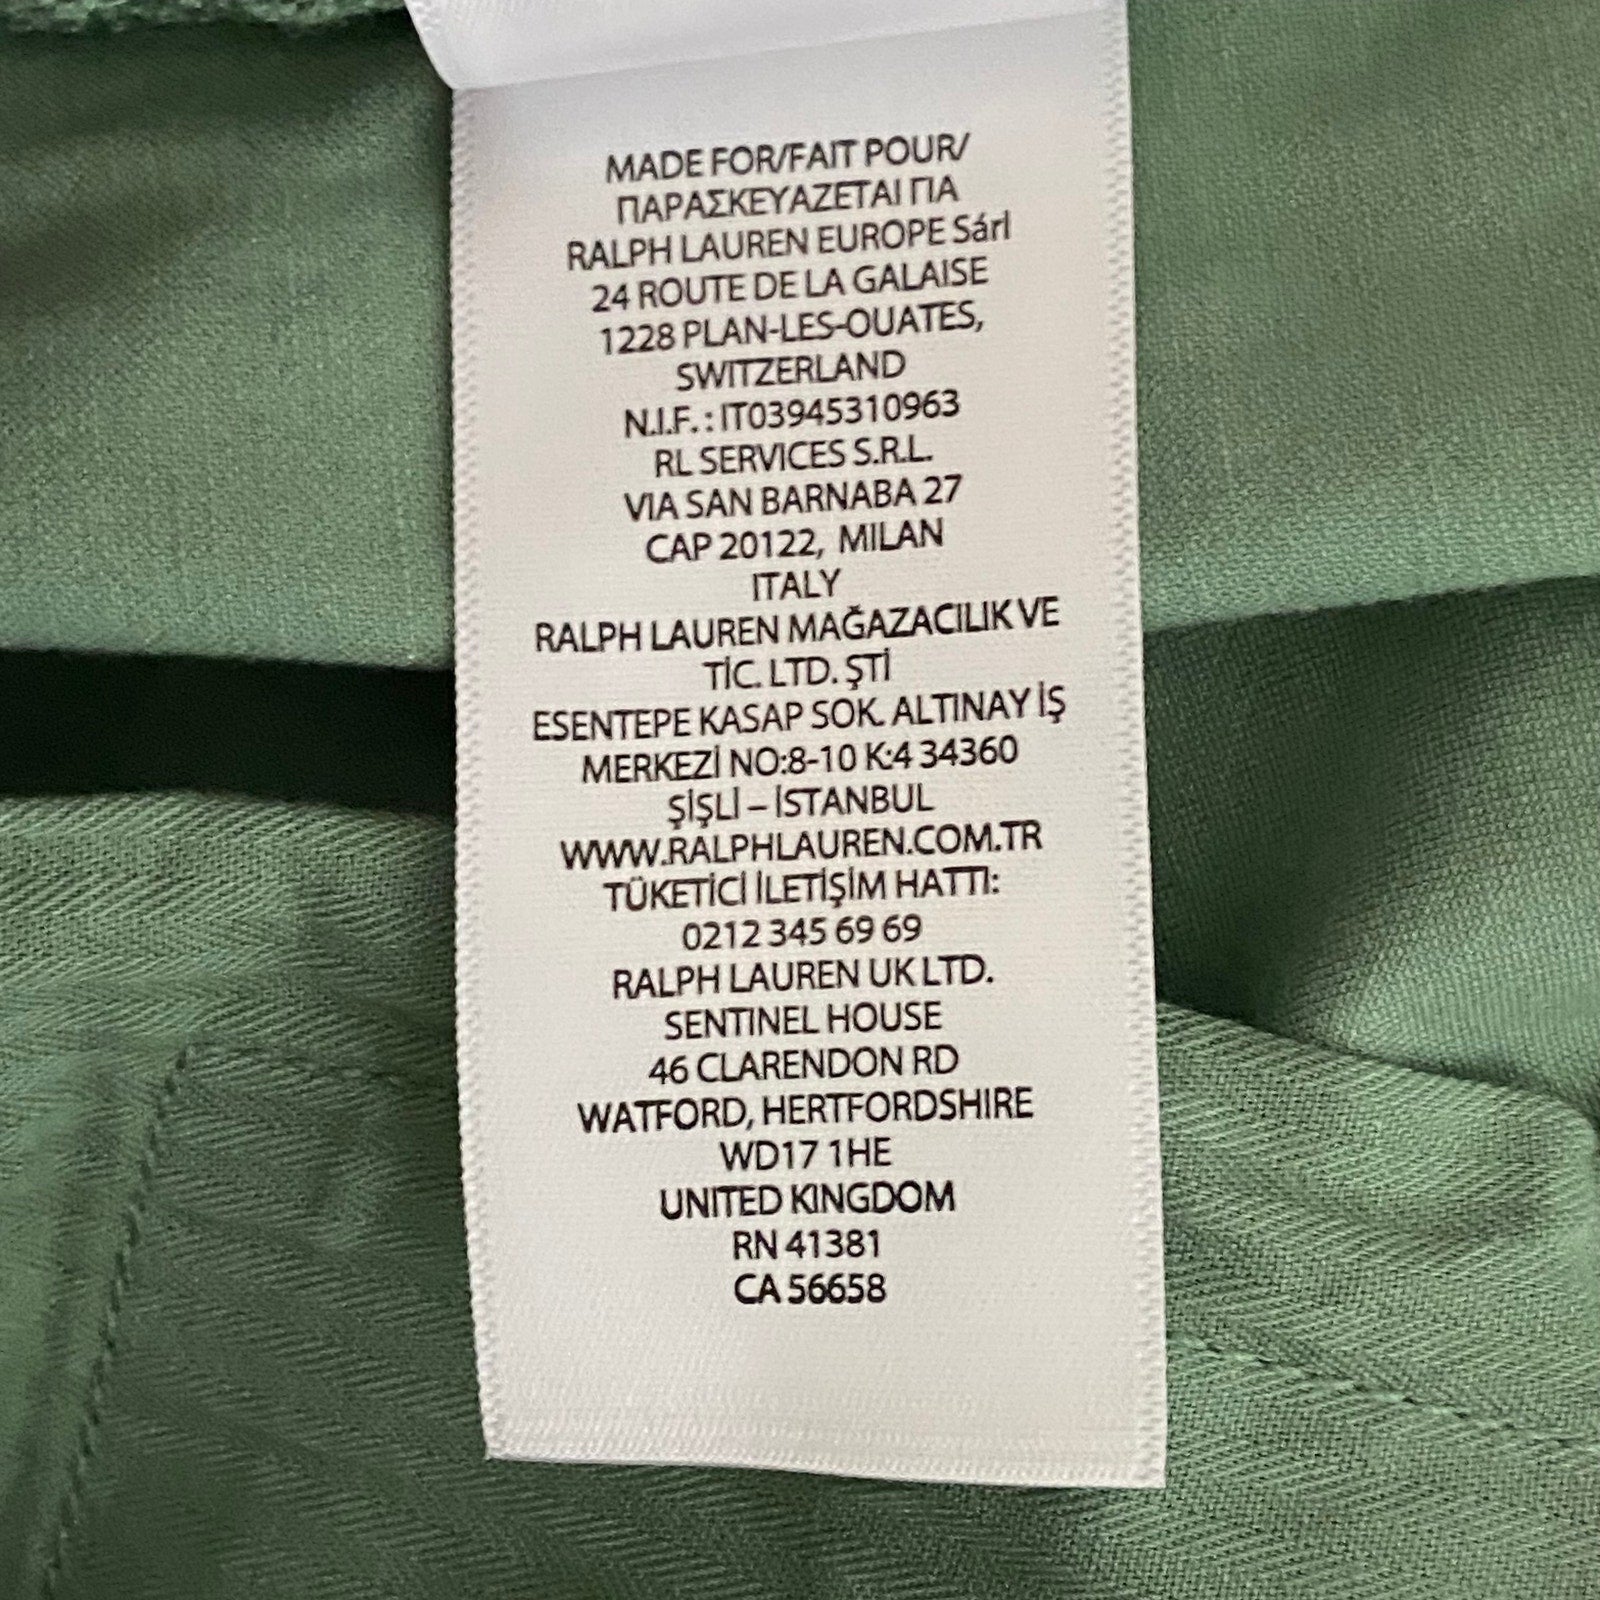 MADE FOR/FAIT POUR/
ΠΑΡΑΣΚΕΥΑΖΕΤΑΙ ΓΙΑ
RALPH LAUREN EUROPE Sárl
24 ROUTE DE LA GALAISE
1228 PLAN-LES-OUATES,
SWITZERLAND
N.I.F. : IT03945310963
RL SERVICES S.R.L.
VIA SAN BARNABA 27
CAP 20122, MILAN
ITALY
RALPH LAUREN MAĞAZACILIK VE
TİC. LTD. ŞTİ
ESENTEPE KASAP SOK. ALTINAY İŞ
MERKEZİ NO:8-10 K:4 34360
ŞİŞLİ – İSTANBUL
WWW.RALPHLAUREN.COM.TR
TÜKETİCİ İLETİŞİM HATTI:
0212 345 69 69
RALPH LAUREN UK LTD.
SENTINEL HOUSE
46 CLARENDON RD
WATFORD, HERTFORDSHIRE
WD17 1HE
UNITED KINGDOM
RN 41381
CA 56658